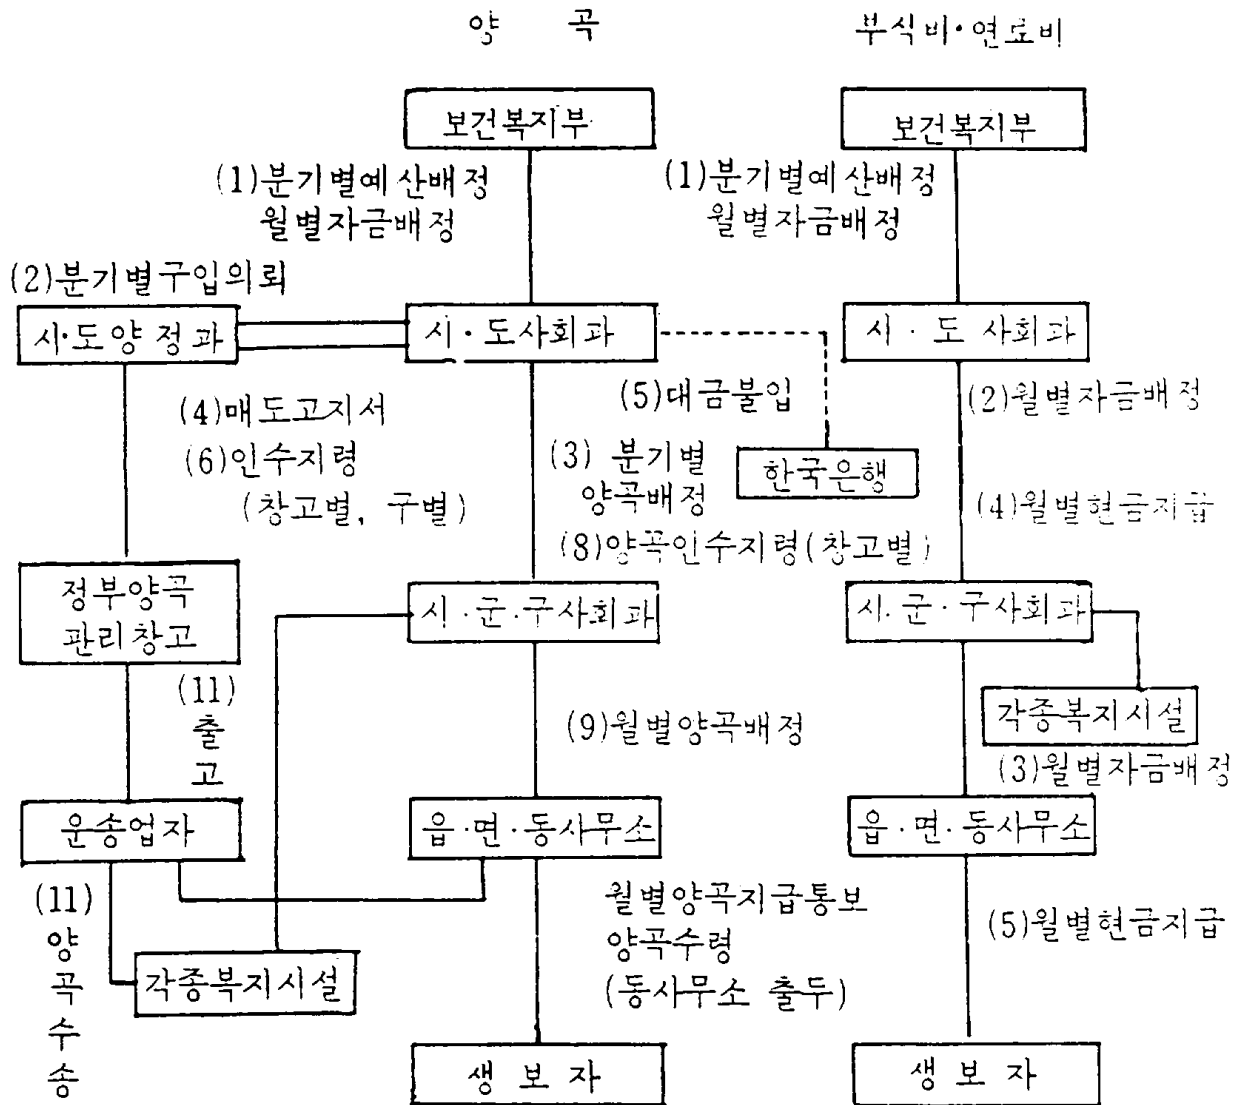 양 곡
부식비·연료비
보건복지부
보건복지부
(1)분기별예산배정
월별자금배정
(1)분기별예산배정
월별자금배정
(2)분기별구입의뢰
시·도양정과
시·도사회과
시·도 사회과
(4)매도고지서
(6)인수지령
(창고별, 구별)
(5)대금불입
(3) 분기별
양곡배정
한국은행
(2)월별자금배정
(4)월별현금지급
(8)양곡인수지령(창고별)
정부양곡
관리창고
시·군·구사회과
시·군·구사회과
(11)
출
고
(9)월별양곡배정
각종복지시설
(3)월별자금배정
운송업자
읍·면·동사무소
읍·면·동사무소
(11)
양
곡
수
송
각종복지시설
월별양곡지급통보
양곡수령
(동사무소 출두)
(5)월별현금지급
생보자
생보자